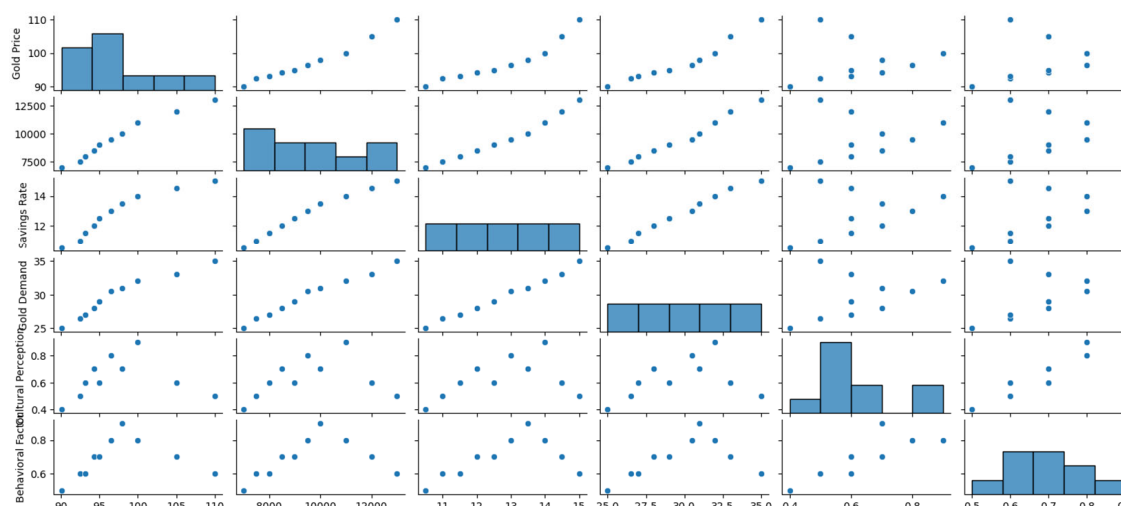 Gold Price
110
100
90
Savings Rate
12500
10000
7500
14
12
Gold Demand
35
30
25
Cultural Perception
0.8
0.6
0.4
Behavioral Factor
0.8
0.6
90 95 100 105 110
8000 10000 12000
11 12 13 14 15
25.0 27.5 30.0 32.5 35.0
0.4 0.6 0.8
0.5 0.6 0.7 0.8